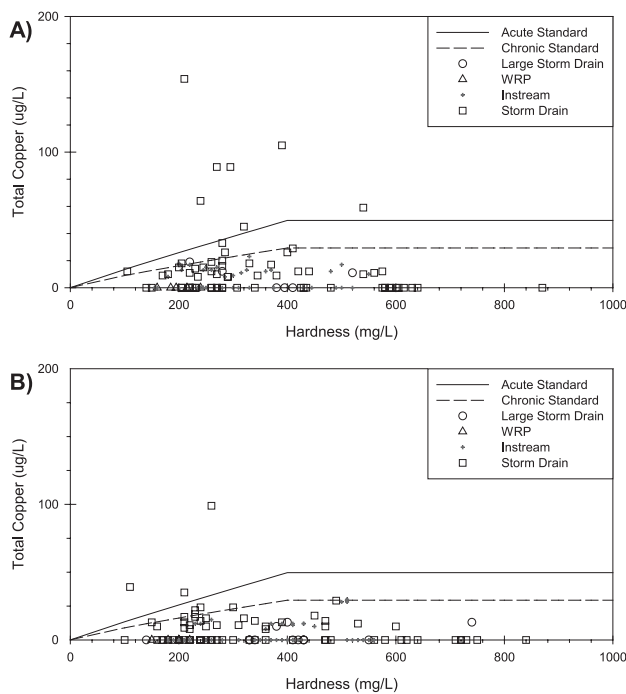 A)
200
100
0
Total Copper (ug/L)
Acute Standard
Chronic Standard
Large Storm Drain
WRP
Instream
Storm Drain
0 200 400 600 800 1000
Hardness (mg/L)
B)
200
100
0
Total Copper (ug/L)
Acute Standard
Chronic Standard
Large Storm Drain
WRP
Instream
Storm Drain
0 200 400 600 800 1000
Hardness (mg/L)